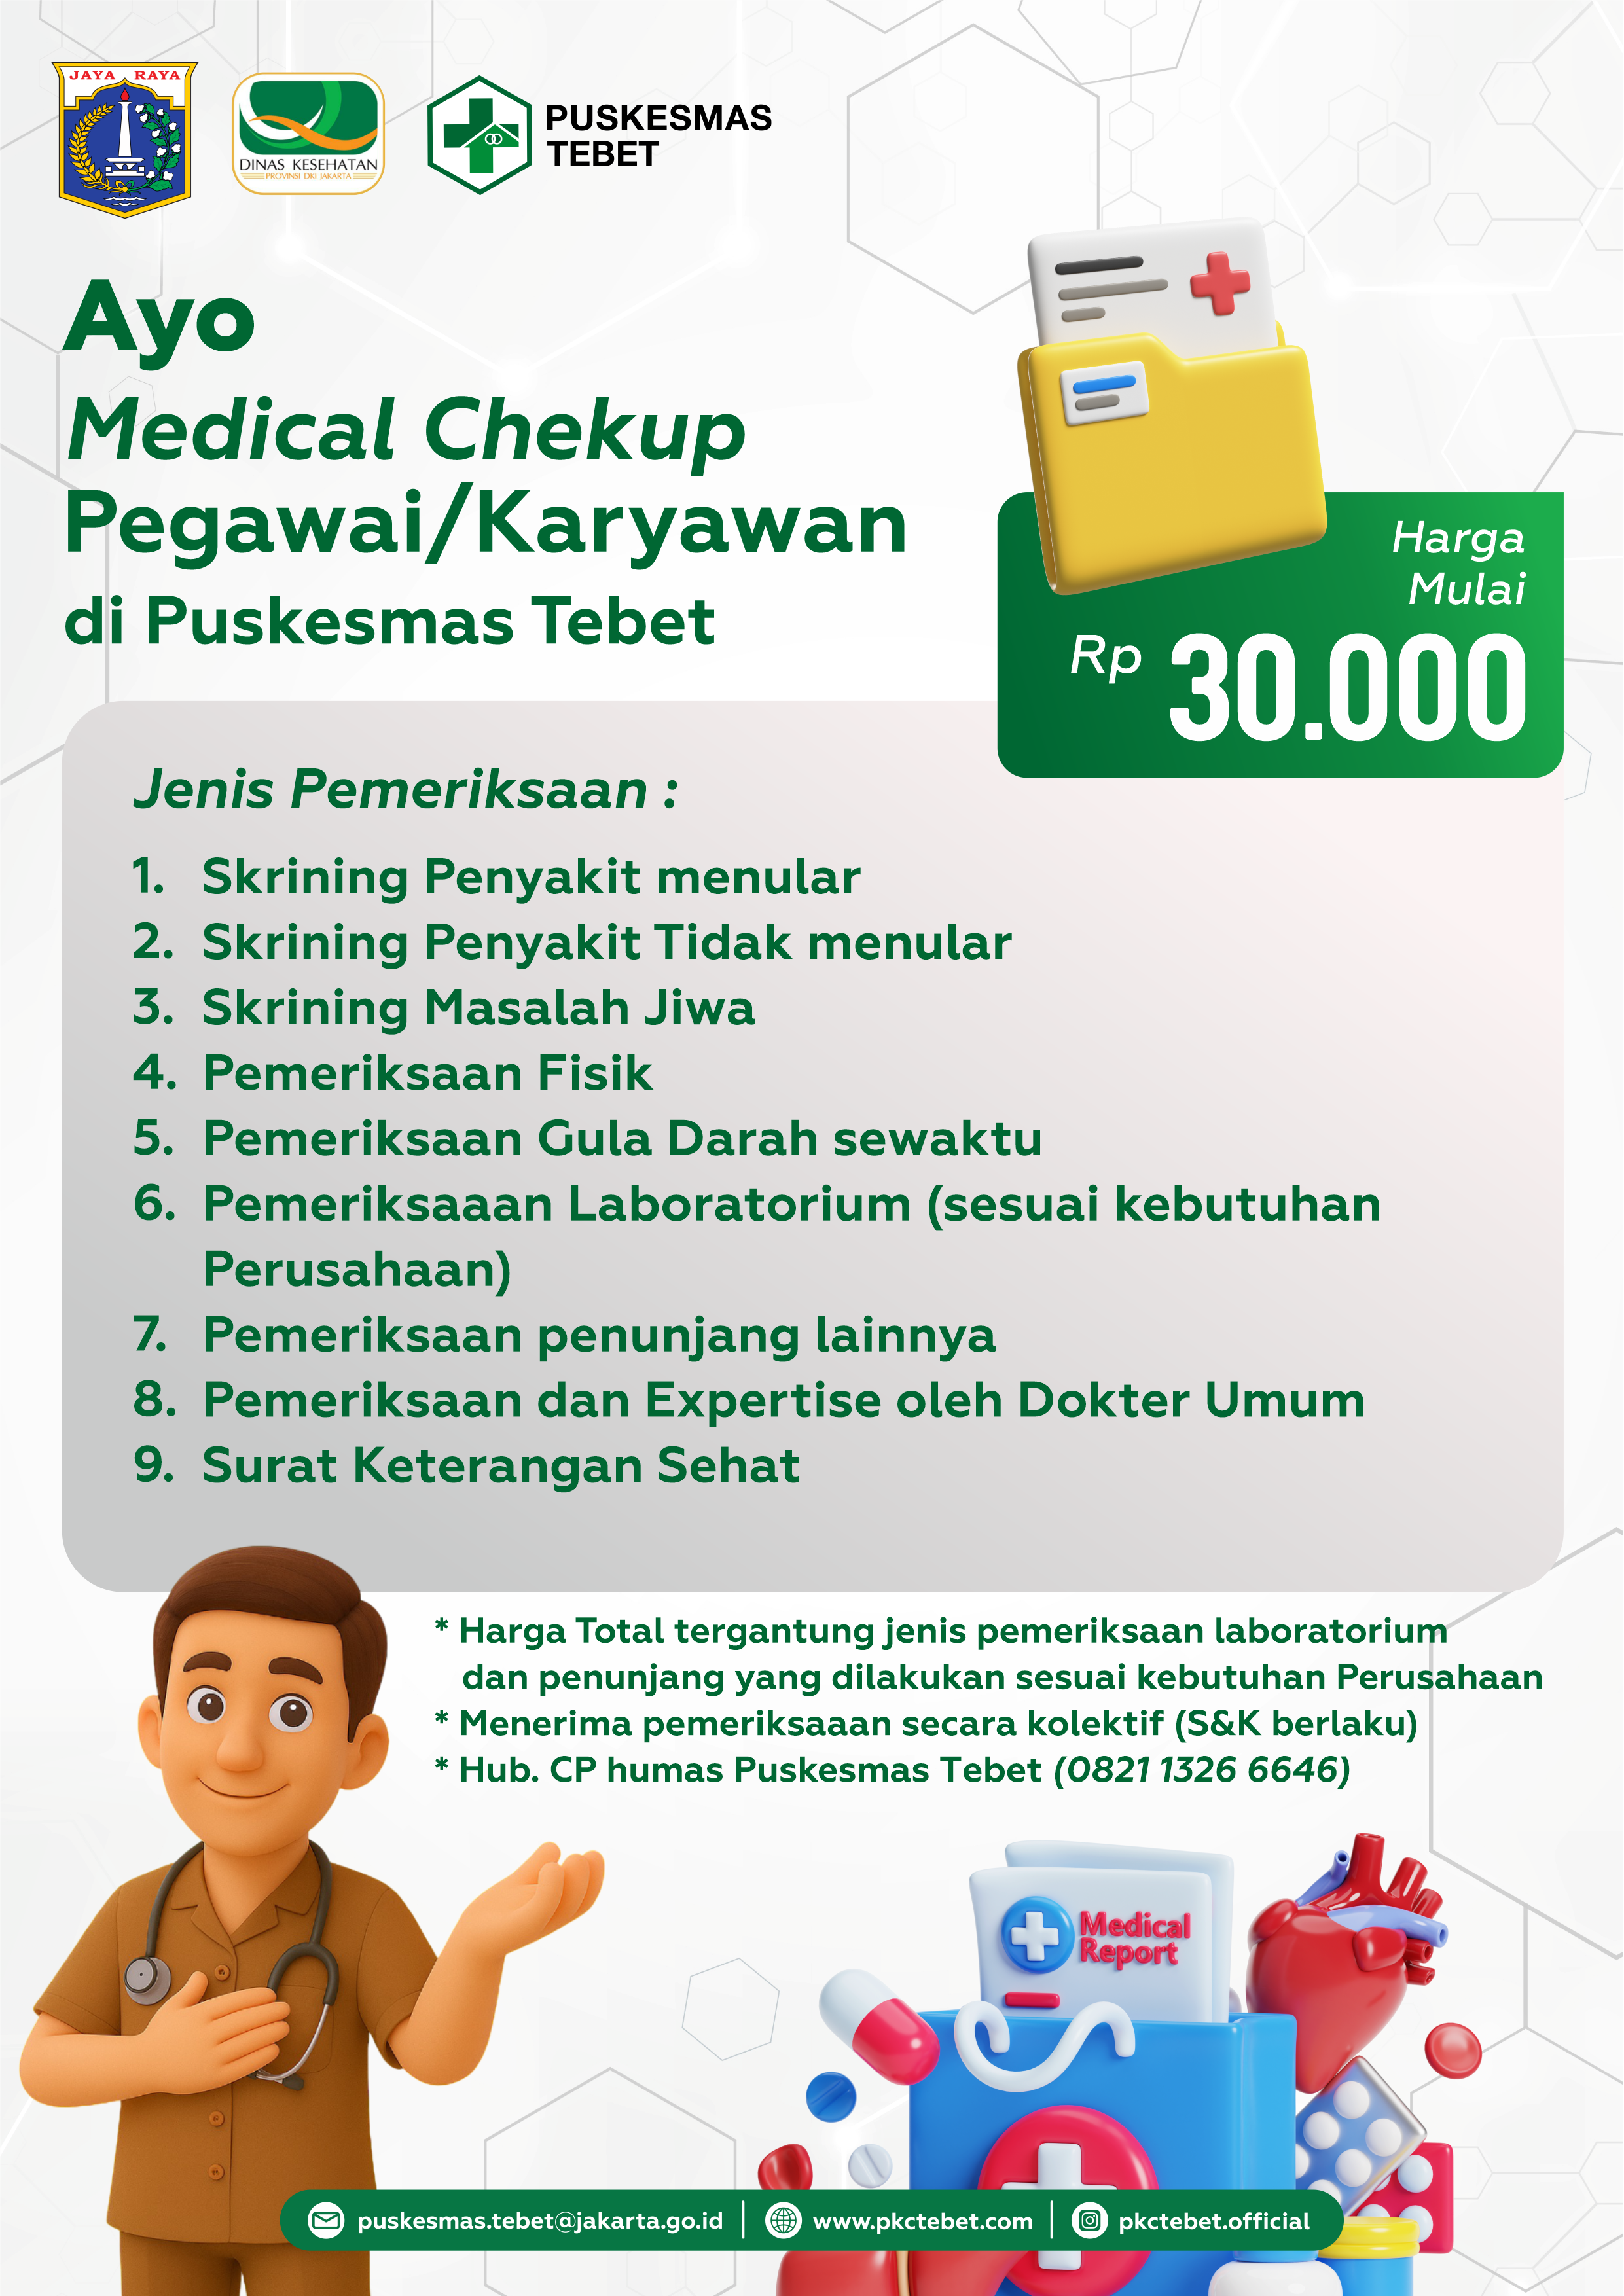 JAYA RAYA
DINAS KESEHATAN
PROVINSI DKI JAKARTA
PUSKESMAS
TEBET
Ayo
Medical Chekup
Pegawai/Karyawan
di Puskesmas Tebet
Harga
Mulai
Rp 30.000
Jenis Pemeriksaan :
1. Skrining Penyakit menular
2. Skrining Penyakit Tidak menular
3. Skrining Masalah Jiwa
4. Pemeriksaan Fisik
5. Pemeriksaan Gula Darah sewaktu
6. Pemeriksaaan Laboratorium (sesuai kebutuhan
Perusahaan)
7. Pemeriksaan penunjang lainnya
8. Pemeriksaan dan Expertise oleh Dokter Umum
9. Surat Keterangan Sehat
* Harga Total tergantung jenis pemeriksaan laboratorium
dan penunjang yang dilakukan sesuai kebutuhan Perusahaan
* Menerima pemeriksaaan secara kolektif (S&K berlaku)
* Hub. CP humas Puskesmas Tebet (0821 1326 6646)
Medical
Report
puskesmas.tebet@jakarta.go.id | www.pkctebet.com | pkctebet.official